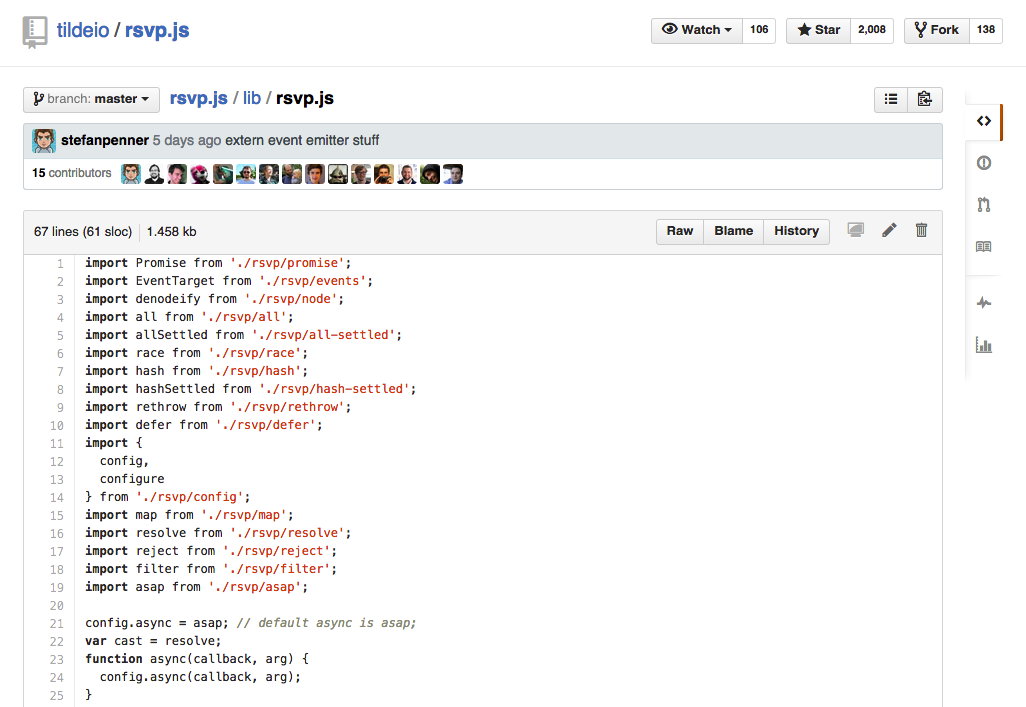 tildeio / rsvp.js
Watch 106 Star 2,008 Fork 138
branch: master rsvp.js / lib / rsvp.js
stefanpenner 5 days ago extern event emitter stuff
15 contributors
67 lines (61 sloc) 1.458 kb Raw Blame History
1 import Promise from './rsvp/promise';
2 import EventTarget from './rsvp/events';
3 import denodeify from './rsvp/node';
4 import all from './rsvp/all';
5 import allSettled from './rsvp/all-settled';
6 import race from './rsvp/race';
7 import hash from './rsvp/hash';
8 import hashSettled from './rsvp/hash-settled';
9 import rethrow from './rsvp/rethrow';
10 import defer from './rsvp/defer';
11 import {
12   config,
13   configure
14 } from './rsvp/config';
15 import map from './rsvp/map';
16 import resolve from './rsvp/resolve';
17 import reject from './rsvp/reject';
18 import filter from './rsvp/filter';
19 import asap from './rsvp/asap';
20
21 config.async = asap; // default async is asap;
22 var cast = resolve;
23 function async(callback, arg) {
24   config.async(callback, arg);
25 }